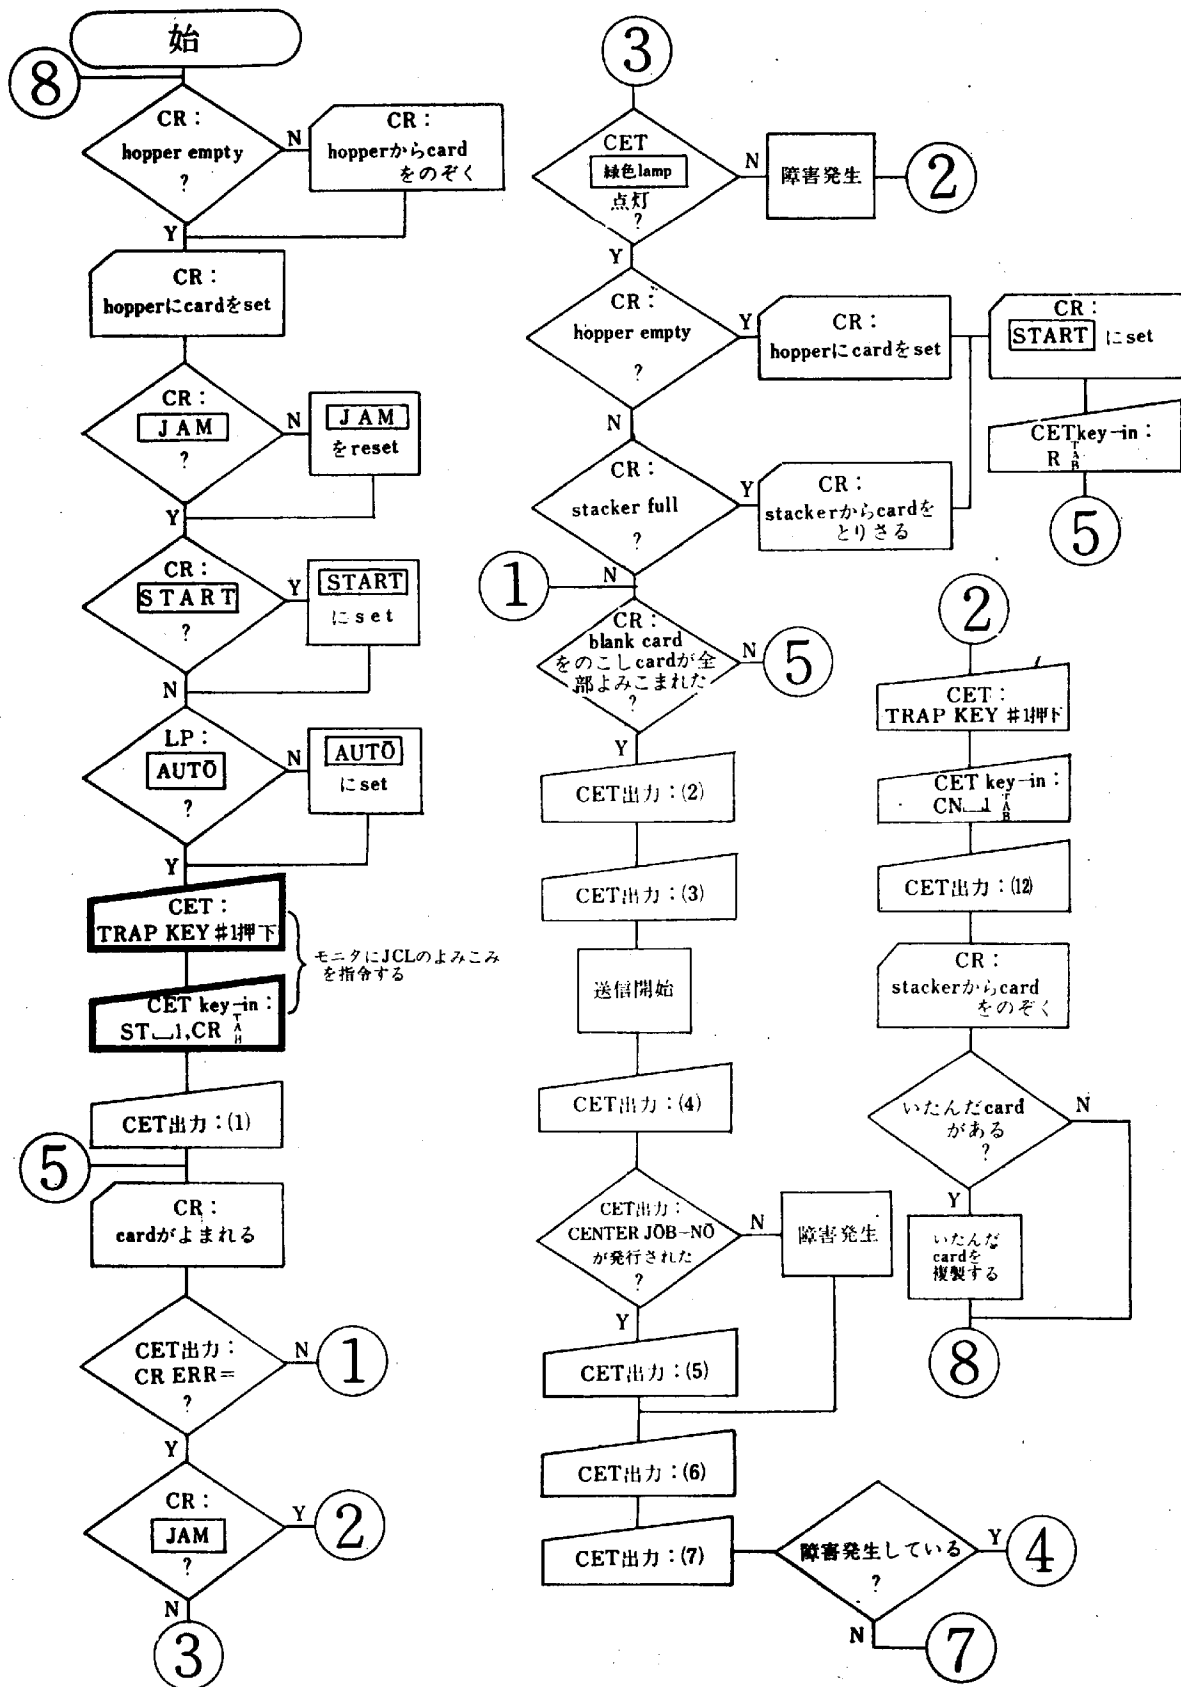 始
⑧
CR：
hopper empty
?
N
CR：
hopperからcard
をのぞく
Y
CR：
hopperにcardをset
CR：
JAM
?
N
JAM
をreset
Y
CR：
START
?
Y
START
にset
N
LP：
AUTŌ
?
N
AUTŌ
にset
Y
CET：
TRAP KEY #1押下
CET key-in：
ST␣1,CR TAB
モニタにJCLのよみこみ
を指令する
CET出力：(1)
⑤
CR：
cardがよまれる
CET出力：
CR ERR=
?
N
①
Y
CR：
JAM
?
Y
②
N
③
③
CET
緑色lamp
点灯
?
N
障害発生
②
Y
CR：
hopper empty
?
Y
CR：
hopperにcardをset
CR：
START にset
CET key-in：
R TAB
⑤
N
CR：
stacker full
?
Y
CR：
stackerからcardを
とりさる
N
①
CR：
blank card
をのこしcardが全
部よみこまれた
?
N
⑤
Y
CET出力：(2)
CET出力：(3)
送信開始
CET出力：(4)
CET出力：
CENTER JŌB-NŌ
が発行された
?
N
障害発生
Y
CET出力：(5)
CET出力：(6)
CET出力：(7)
障害発生している
?
Y
④
N
⑦
②
CET：
TRAP KEY #1押下
CET key-in：
CN␣1 TAB
CET出力：(12)
CR：
stackerからcard
をのぞく
いたんだcard
がある
?
N
Y
いたんだ
cardを
複製する
⑧